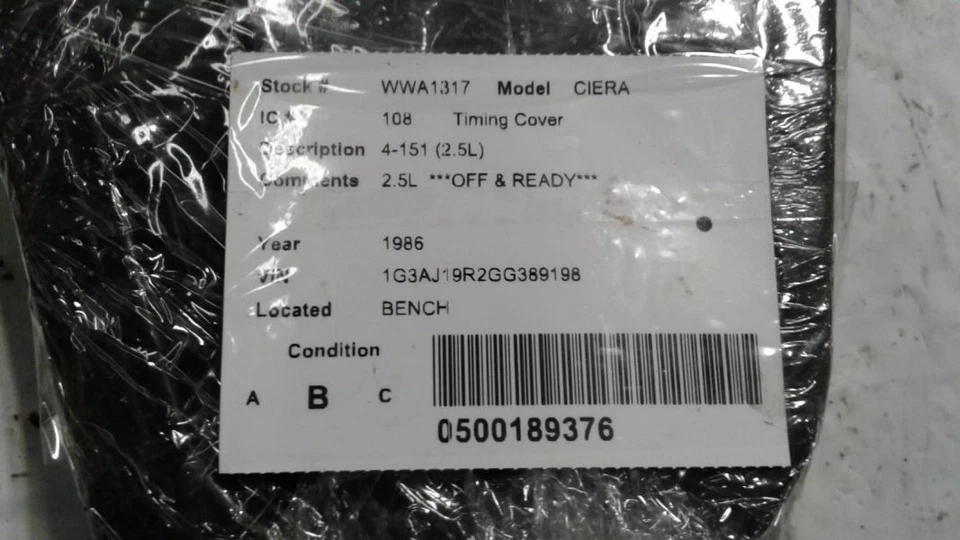 Stock # WWA1317 Model CIERA
IC # 108 Timing Cover
Description 4-151 (2.5L)
Comments 2.5L ***OFF & READY***
Year 1986
VIN 1G3AJ19R2GG389198
Located BENCH
Condition
A B C
0500189376